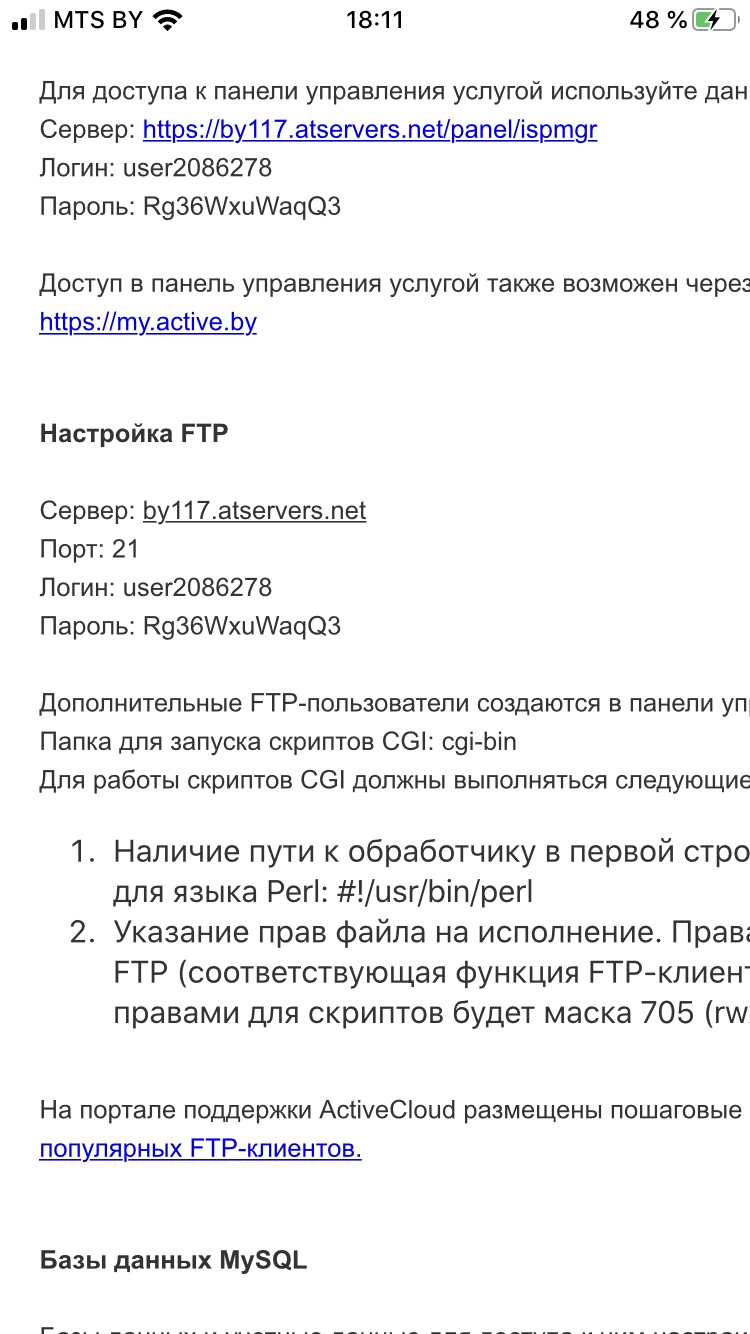 MTS BY 18:11 48 %
Для доступа к панели управления услугой используйте дан
Сервер: https://by117.atservers.net/panel/ispmgr
Логин: user2086278
Пароль: Rg36WxuWaqQ3
Доступ в панель управления услугой также возможен через
https://my.active.by
Настройка FTP
Сервер: by117.atservers.net
Порт: 21
Логин: user2086278
Пароль: Rg36WxuWaqQ3
Дополнительные FTP-пользователи создаются в панели упр
Папка для запуска скриптов CGI: cgi-bin
Для работы скриптов CGI должны выполняться следующие
1. Наличие пути к обработчику в первой стро
для языка Perl: #!/usr/bin/perl
2. Указание прав файла на исполнение. Права
FTP (соответствующая функция FTP-клиент
правами для скриптов будет маска 705 (rw
На портале поддержки ActiveCloud размещены пошаговые
популярных FTP-клиентов.
Базы данных MySQL